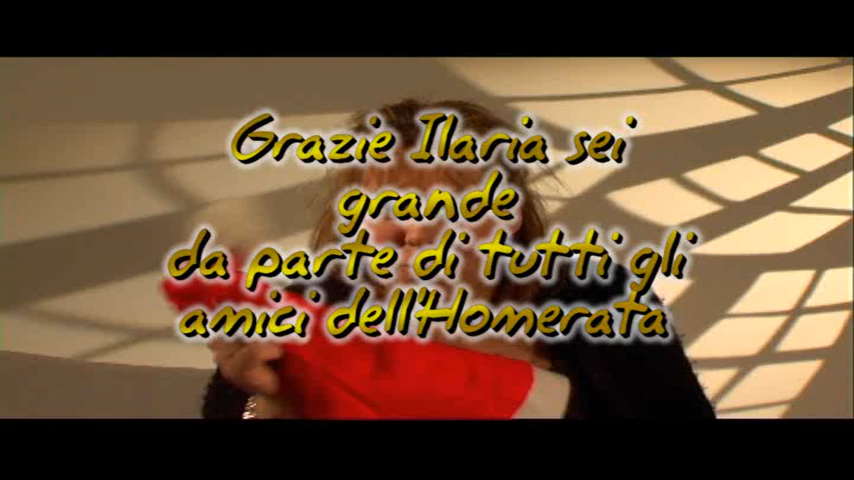 Grazie Ilaria sei
grande
da parte di tutti gli
amici dell'Homerata